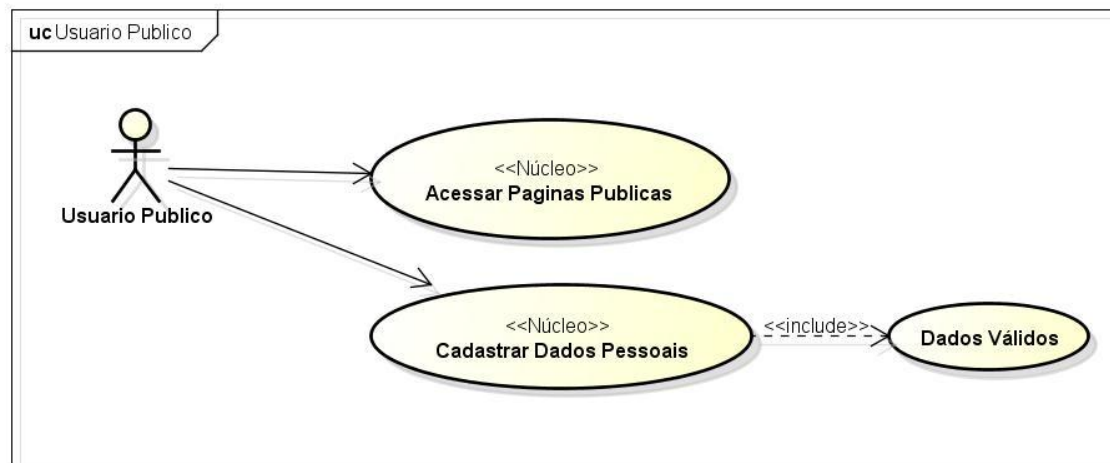 uc Usuario Publico
<<Núcleo>>
Acessar Paginas Publicas
Usuario Publico
<<Núcleo>>
Cadastrar Dados Pessoais
<<include>>
Dados Válidos